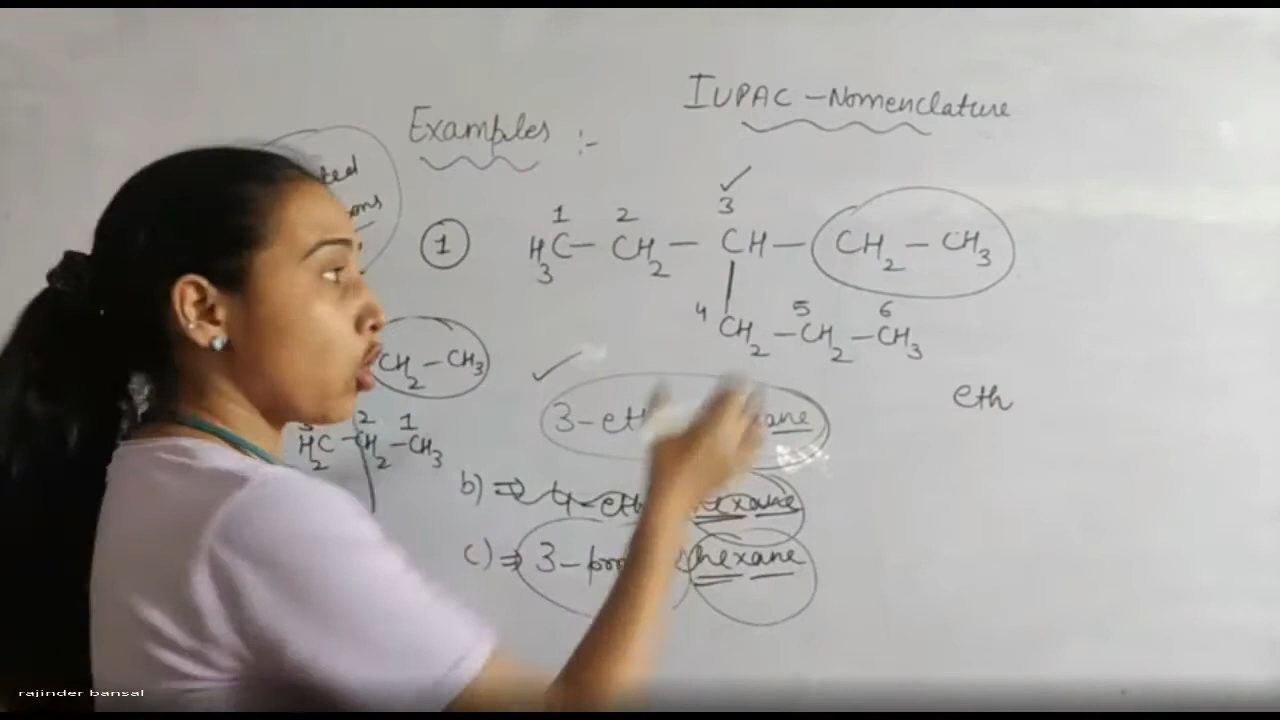 IUPAC - Nomenclature
Examples :-
1 2 3
① H3C - CH2 - CH - CH2 - CH3
4 5 6
CH2 - CH2 - CH3
CH2 - CH3
eth
2 1
H2C - CH2 - CH3
3-eth ane
b) ⇒ 4-eth hexane
c) ⇒ 3-pro hexane
rajinder bansal